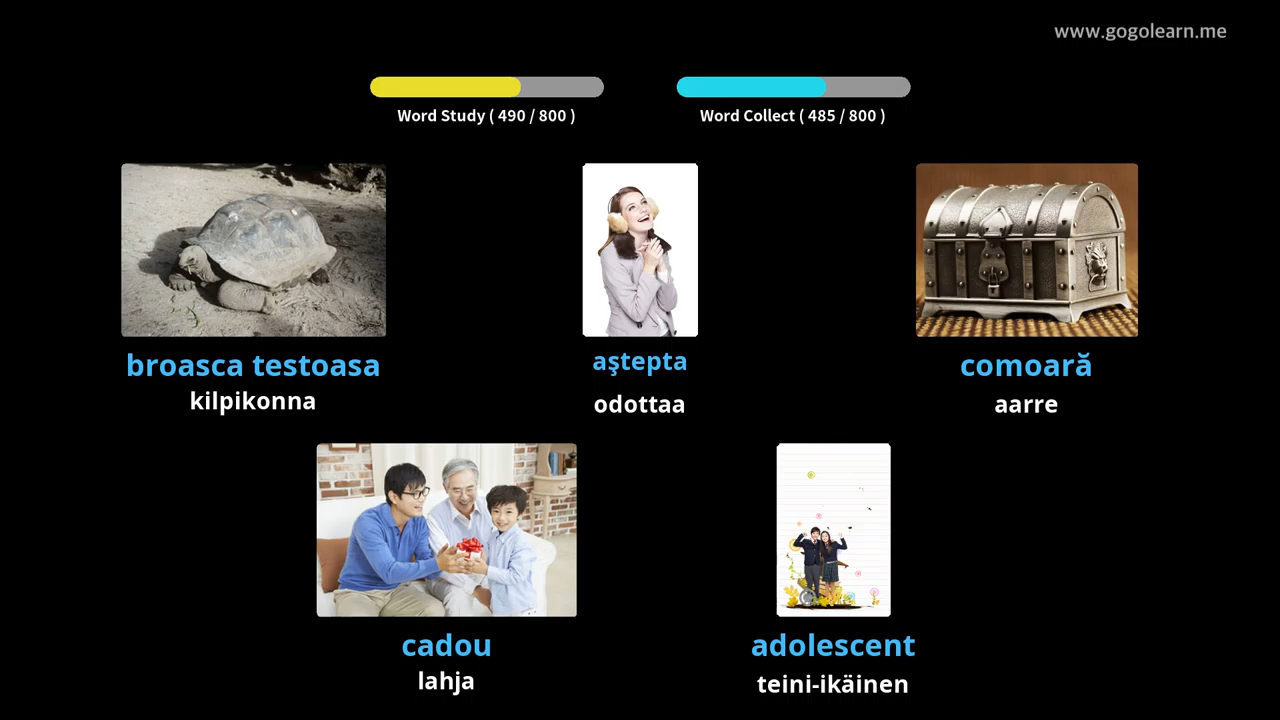 www.gogolearn.me
Word Study ( 490 / 800 )
Word Collect ( 485 / 800 )
broasca testoasa
kilpikonna
aştepta
odottaa
comoară
aarre
cadou
lahja
adolescent
teini-ikäinen